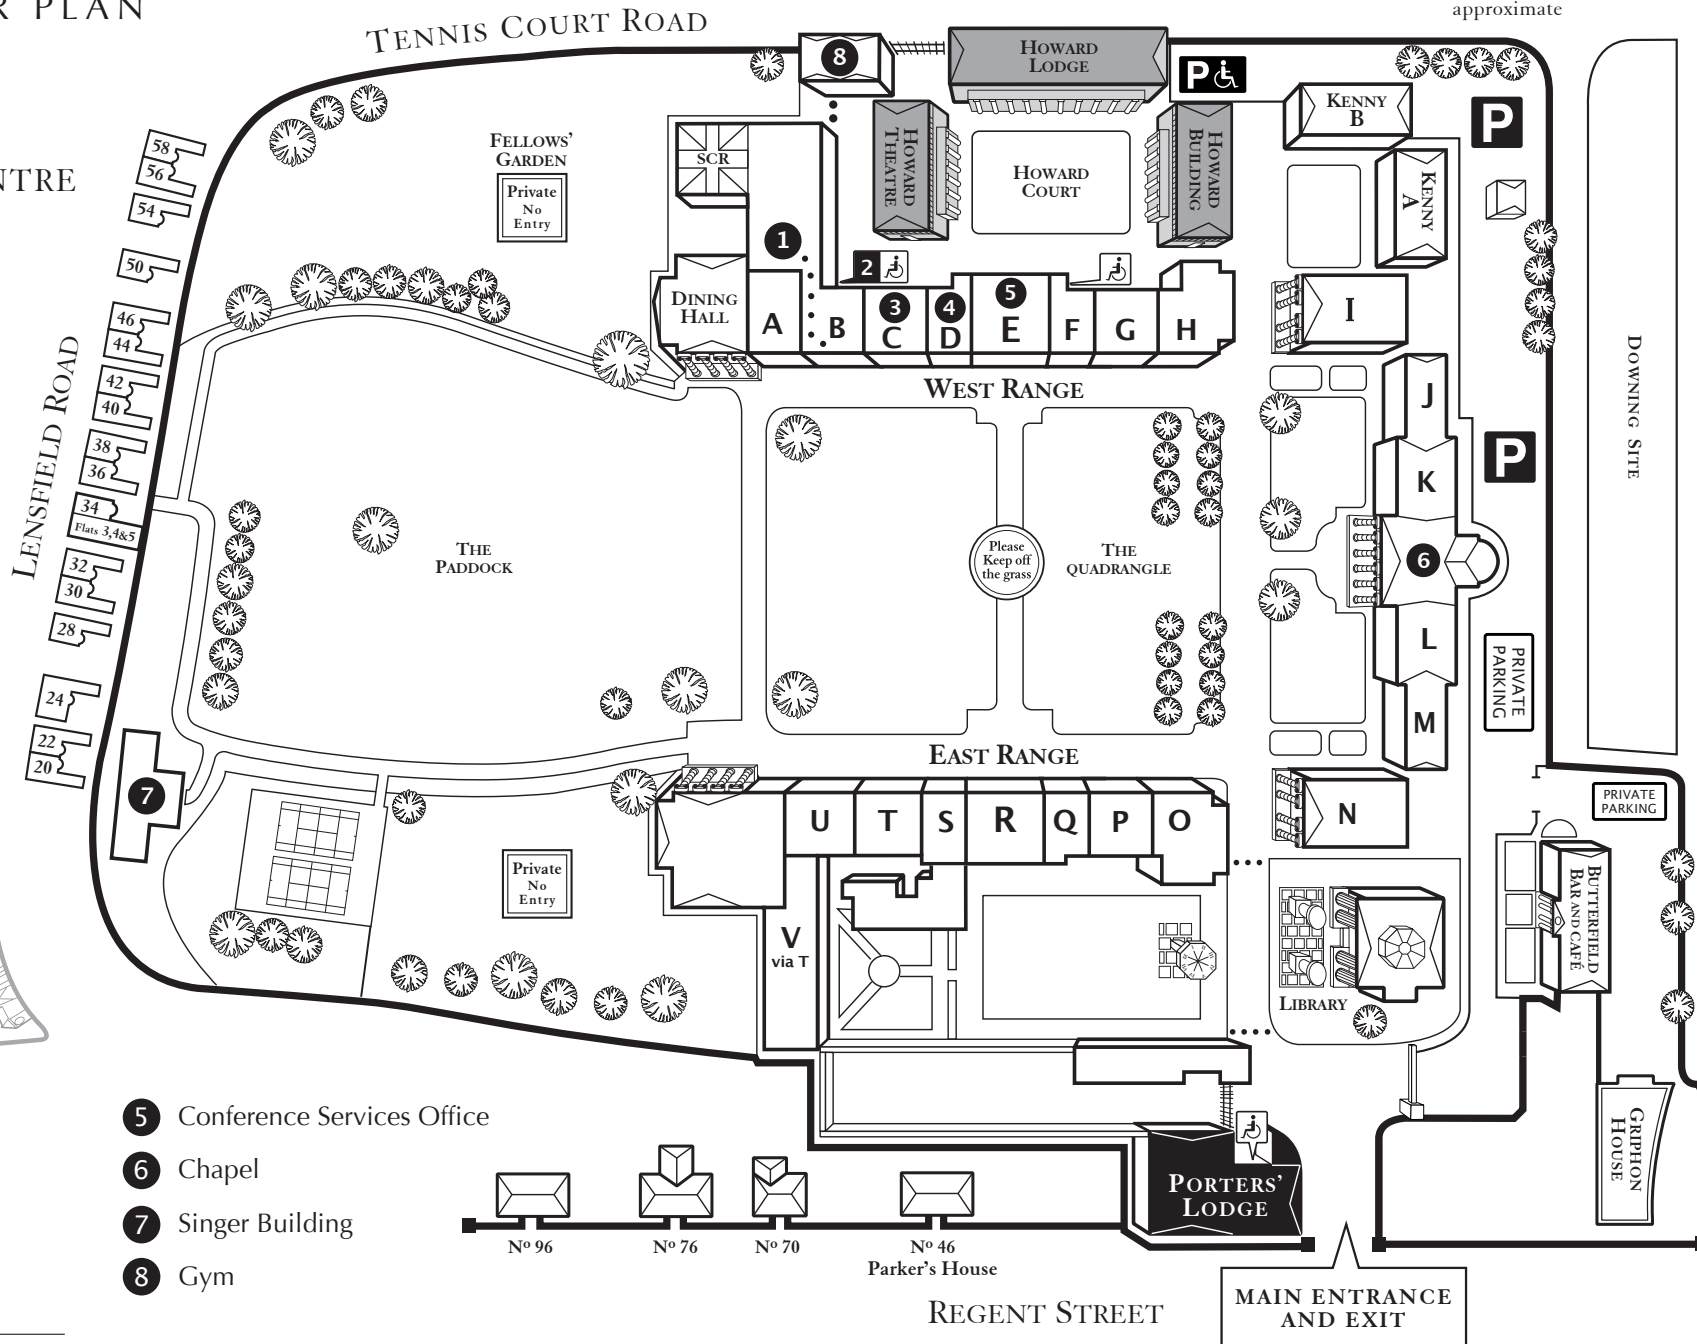 R PLAN
approximate
TENNIS COURT ROAD
8
HOWARD
LODGE
P
KENNY
B
P
58
56
54
50
46
44
42
40
38
36
34
Flats 3,4&5
32
30
28
24
22
20
NTRE
FELLOWS'
GARDEN
Private
No
Entry
SCR
HOWARD
THEATRE
HOWARD
COURT
HOWARD
BUILDING
KENNY
A
1
2
3
4
5
DINING
HALL
A
B
C
D
E
F
G
H
I
WEST RANGE
J
K
P
DOWNING SITE
LENSFIELD ROAD
THE
PADDOCK
Please
Keep off
the grass
THE
QUADRANGLE
6
L
M
PRIVATE
PARKING
EAST RANGE
7
U
T
S
R
Q
P
O
N
PRIVATE
PARKING
Private
No
Entry
V
via T
LIBRARY
BUTTERFIELD
BAR AND CAFÉ
GRIPHON
HOUSE
5 Conference Services Office
6 Chapel
7 Singer Building
8 Gym
PORTERS'
LODGE
Nº 96
Nº 76
Nº 70
Nº 46
Parker's House
REGENT STREET
MAIN ENTRANCE
AND EXIT